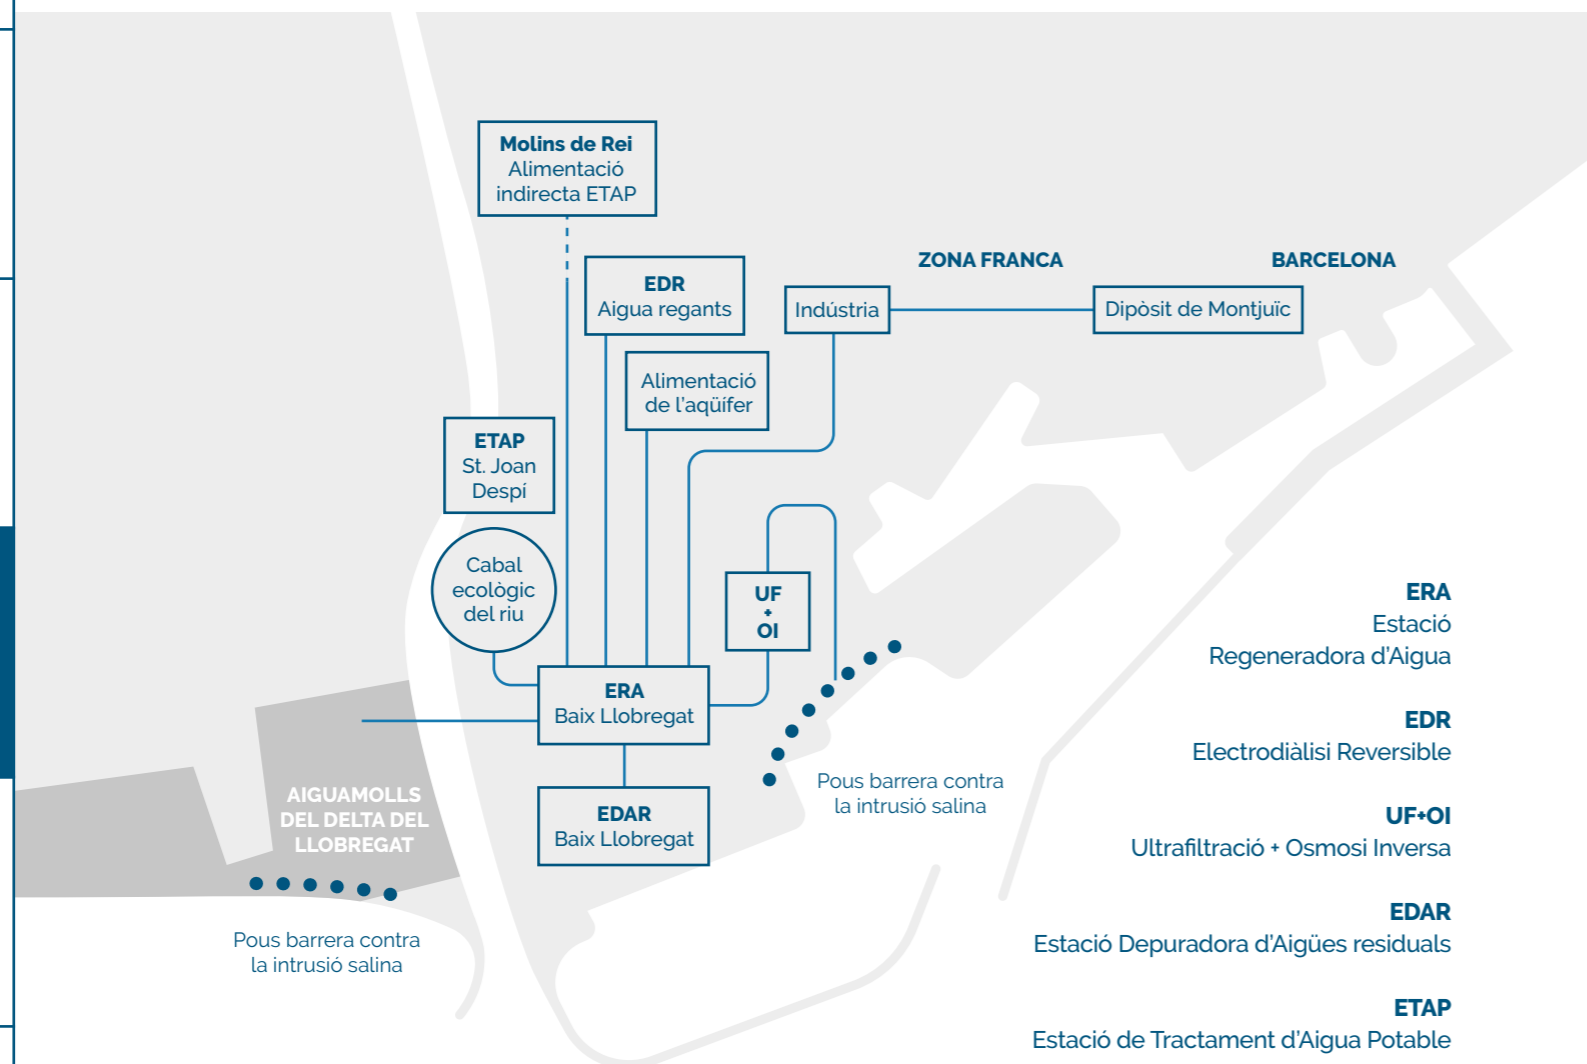 Molins de Rei
Alimentació
indirecta ETAP
EDR
Aigua regants
ZONA FRANCA
BARCELONA
Indústria
Dipòsit de Montjuïc
Alimentació
de l'aqüífer
ETAP
St. Joan
Despí
Cabal
ecològic
del riu
UF
+
OI
ERA
Baix Llobregat
EDAR
Baix Llobregat
AIGUAMOLLS
DEL DELTA DEL
LLOBREGAT
Pous barrera contra
la intrusió salina
Pous barrera contra
la intrusió salina
ERA
Estació
Regeneradora d'Aigua
EDR
Electrodiàlisi Reversible
UF+OI
Ultrafiltració + Osmosi Inversa
EDAR
Estació Depuradora d'Aigües residuals
ETAP
Estació de Tractament d'Aigua Potable